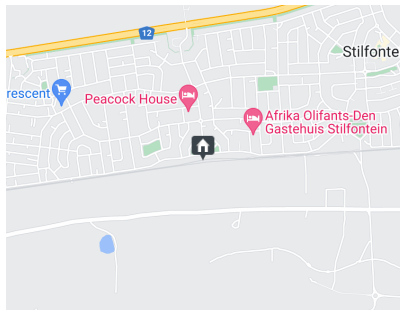 12
Stilfonte
rescent
Peacock House
Afrika Olifants-Den
Gastehuis Stilfontein